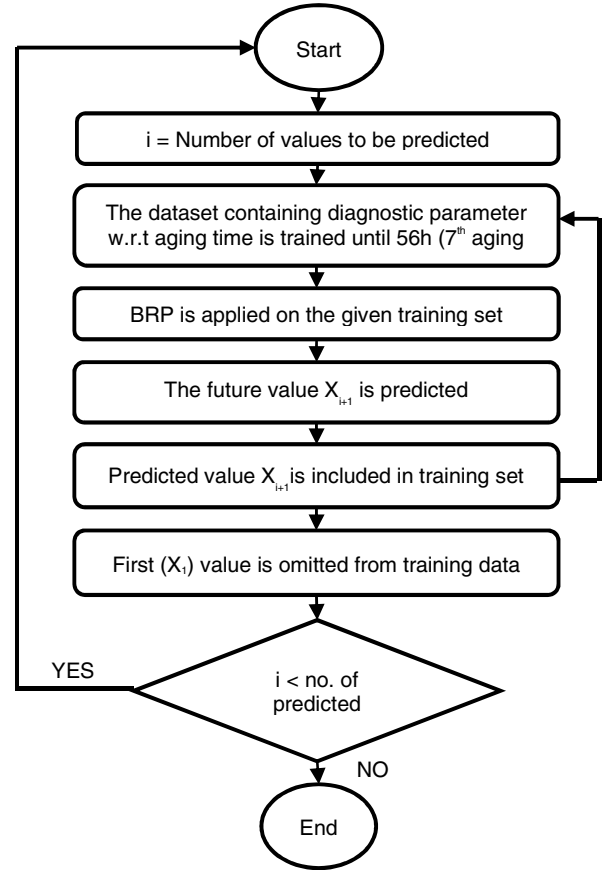 Start
i = Number of values to be predicted
The dataset containing diagnostic parameter
w.r.t aging time is trained until 56h (7th aging
BRP is applied on the given training set
The future value Xi+1 is predicted
Predicted value Xi+1 is included in training set
First (X1) value is omitted from training data
YES
i < no. of
predicted
NO
End